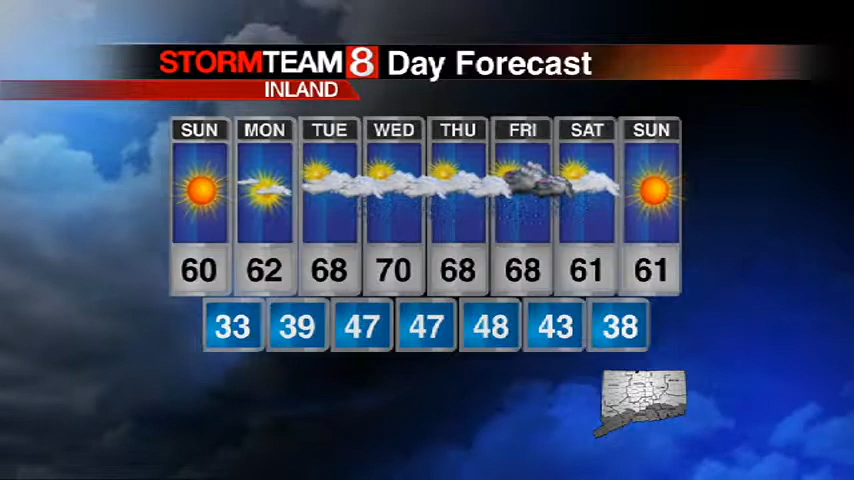 STORMTEAM 8 Day Forecast
INLAND
SUN MON TUE WED THU FRI SAT SUN
60 62 68 70 68 68 61 61
33 39 47 47 48 43 38